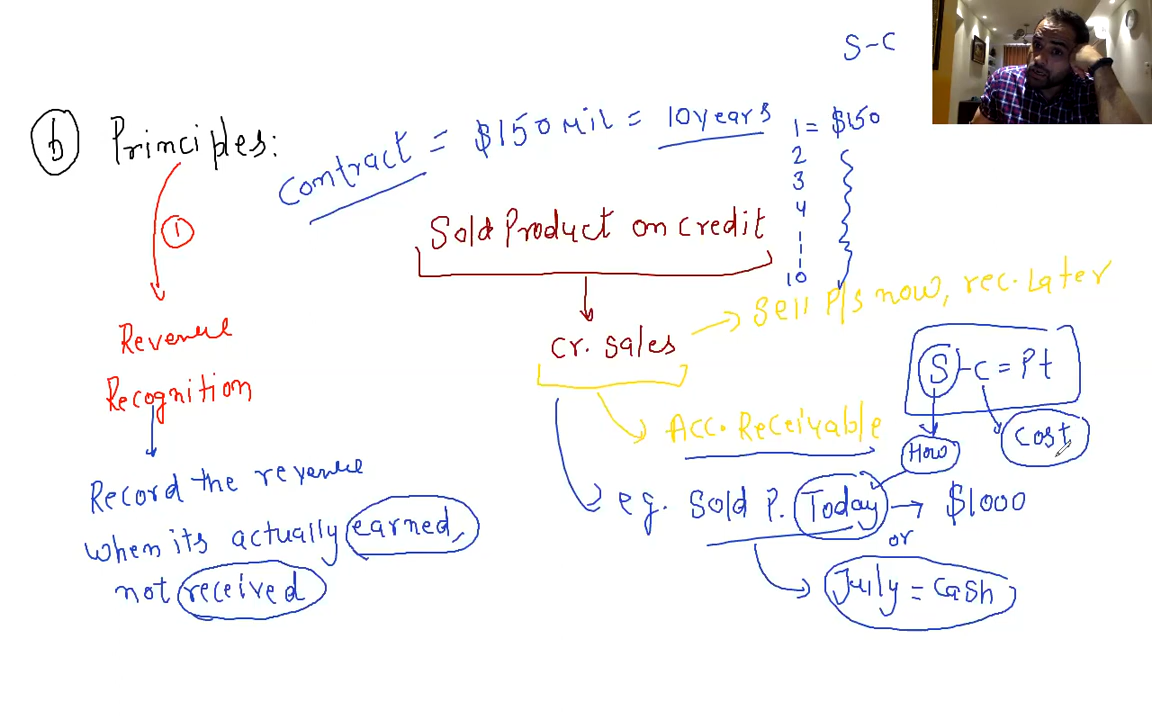 S-C
b Principles:
Contract = $150 Mil = 10 years
1 = $150
2
3
4
10
1
Sold Product on credit
Sell P/S now, rec. Later
Revenue
Recognition
Cr. Sales
S - C = Pt
Acc. Receivable
How
Cost
Record the revenue
when its actually earned,
not received
eg. Sold P. Today → $1000
or
July = Cash